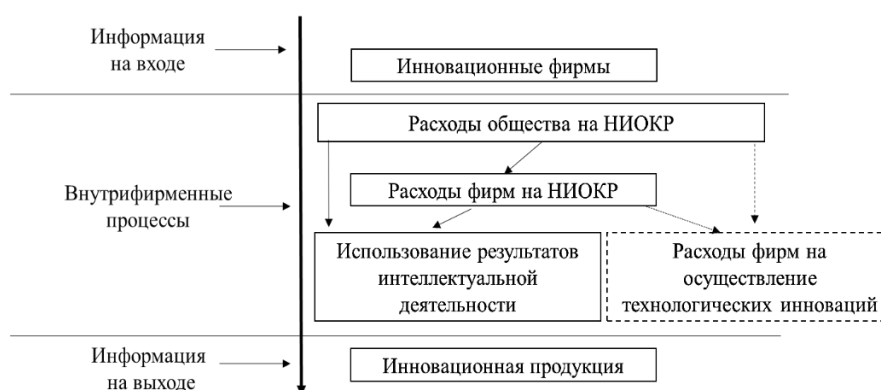 Информация
на входе
Инновационные фирмы
Расходы общества на НИОКР
Внутрифирменные
процессы
Расходы фирм на НИОКР
Использование результатов
интеллектуальной
деятельности
Расходы фирм на
осуществление
технологических инноваций
Информация
на выходе
Инновационная продукция